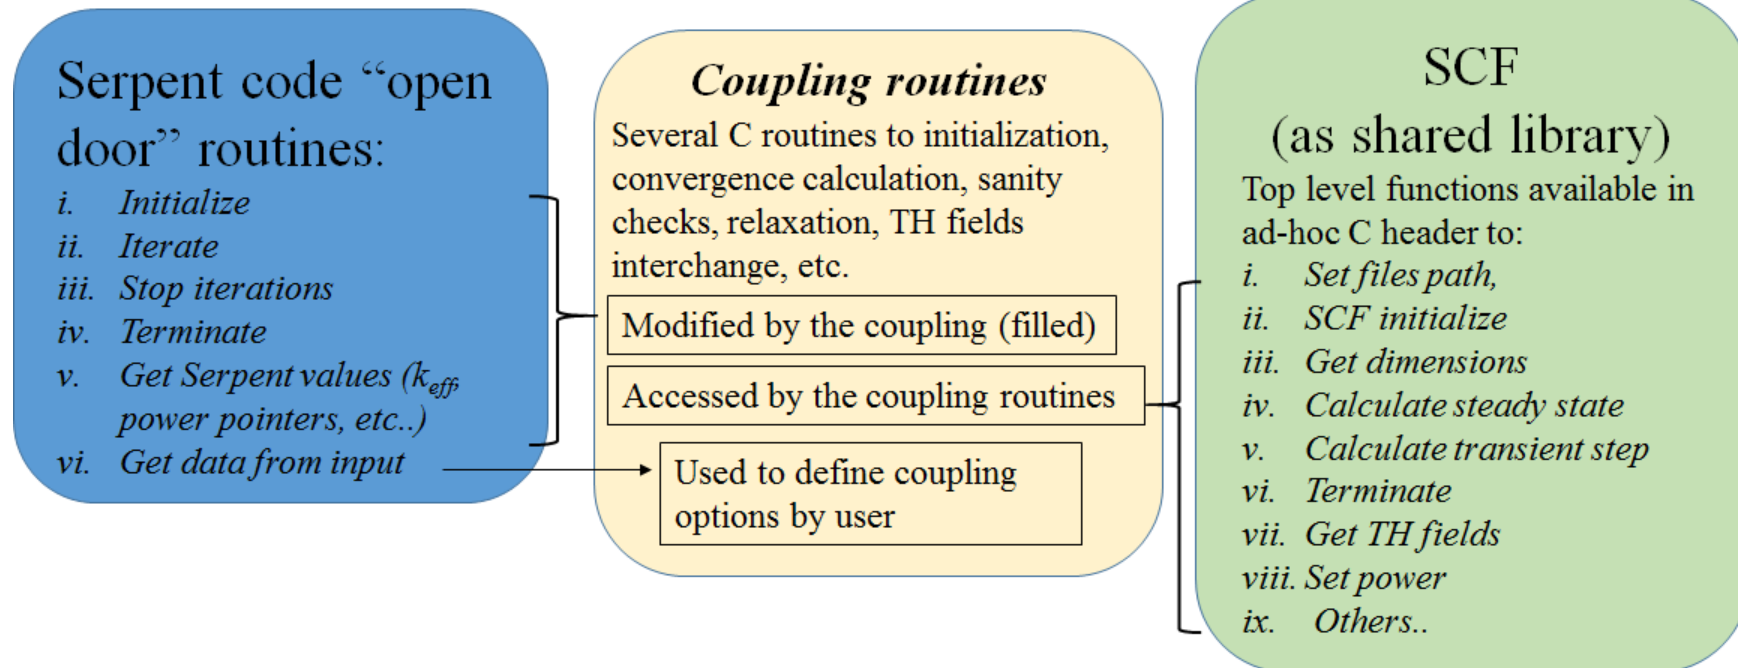 Serpent code “open
door” routines:
i. Initialize
ii. Iterate
iii. Stop iterations
iv. Terminate
v. Get Serpent values (keff,
power pointers, etc..)
vi. Get data from input
Coupling routines
Several C routines to initialization,
convergence calculation, sanity
checks, relaxation, TH fields
interchange, etc.
Modified by the coupling (filled)
Accessed by the coupling routines
Used to define coupling
options by user
SCF
(as shared library)
Top level functions available in
ad-hoc C header to:
i. Set files path,
ii. SCF initialize
iii. Get dimensions
iv. Calculate steady state
v. Calculate transient step
vi. Terminate
vii. Get TH fields
viii. Set power
ix. Others..